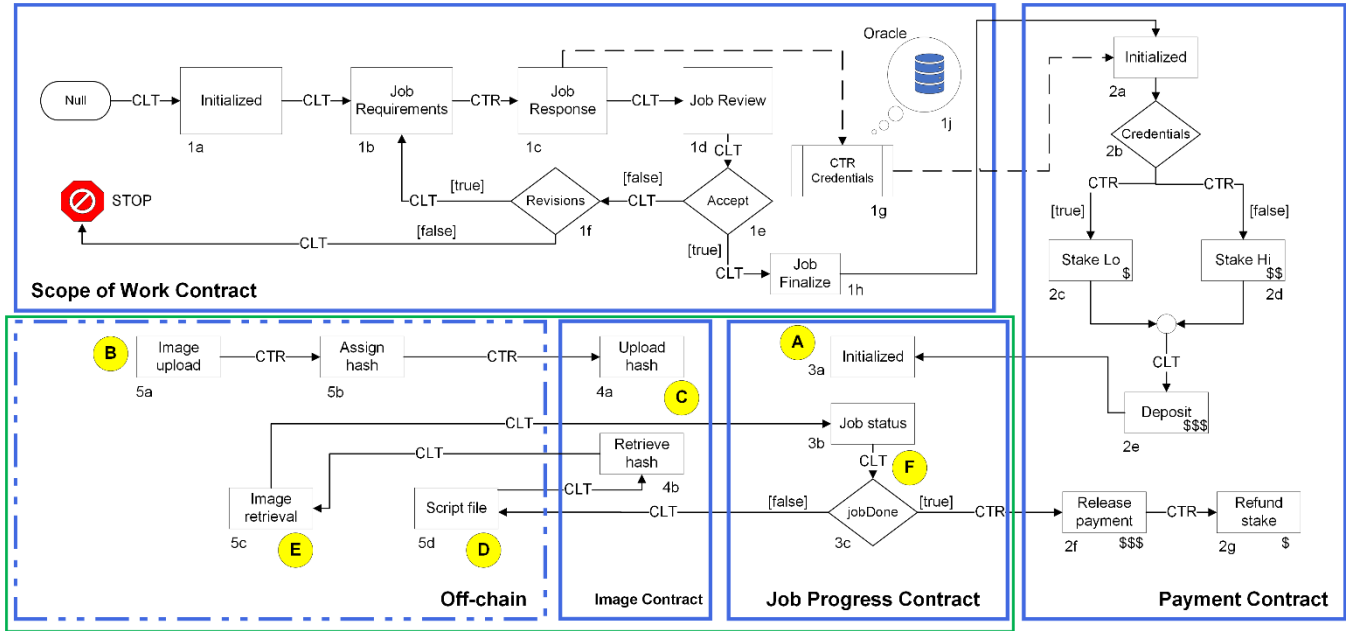 Oracle
Null
CLT
Initialized
1a
CLT
Job
Requirements
1b
CTR
Job
Response
1c
CLT
Job Review
1d
1j
CLT
CTR
Credentials
1g
STOP
[true]
CLT
Revisions
1f
[false]
CLT
Accept
1e
[false]
CLT
[true]
CLT
Job
Finalize
1h
Scope of Work Contract
Initialized
2a
Credentials
2b
CTR
CTR
[true]
[false]
Stake Lo
$
2c
Stake Hi
$$
2d
CLT
Deposit
$$$
2e
Release
payment
$$$
2f
CTR
Refund
stake
$
2g
Payment Contract
B
Image
upload
5a
CTR
Assign
hash
5b
CTR
Upload
hash
4a
C
A
Initialized
3a
CLT
Job status
3b
CLT
F
Retrieve
hash
4b
CLT
Image
retrieval
5c
E
Script file
5d
D
CLT
CLT
[false]
jobDone
3c
[true]
CTR
Off-chain
Image Contract
Job Progress Contract